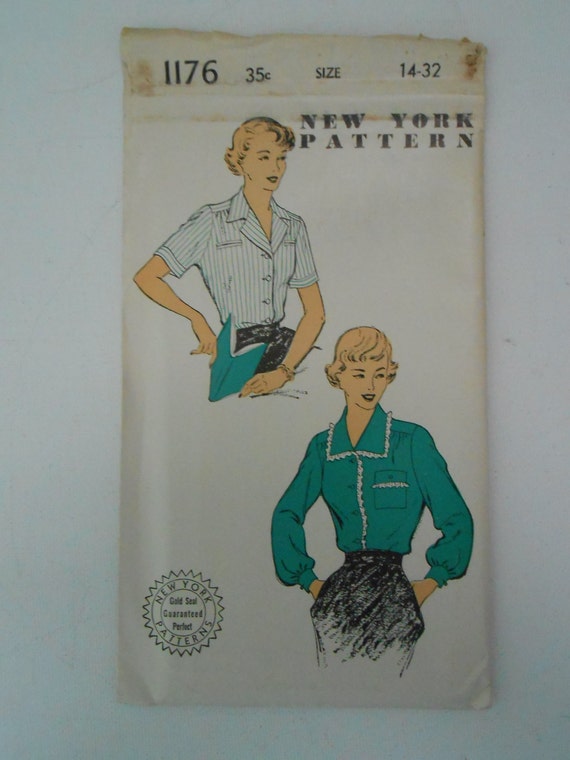 1176 35c SIZE 14-32
NEW YORK
PATTERN
NEW YORK
Gold Seal
Guaranteed
Perfect
PATTERNS